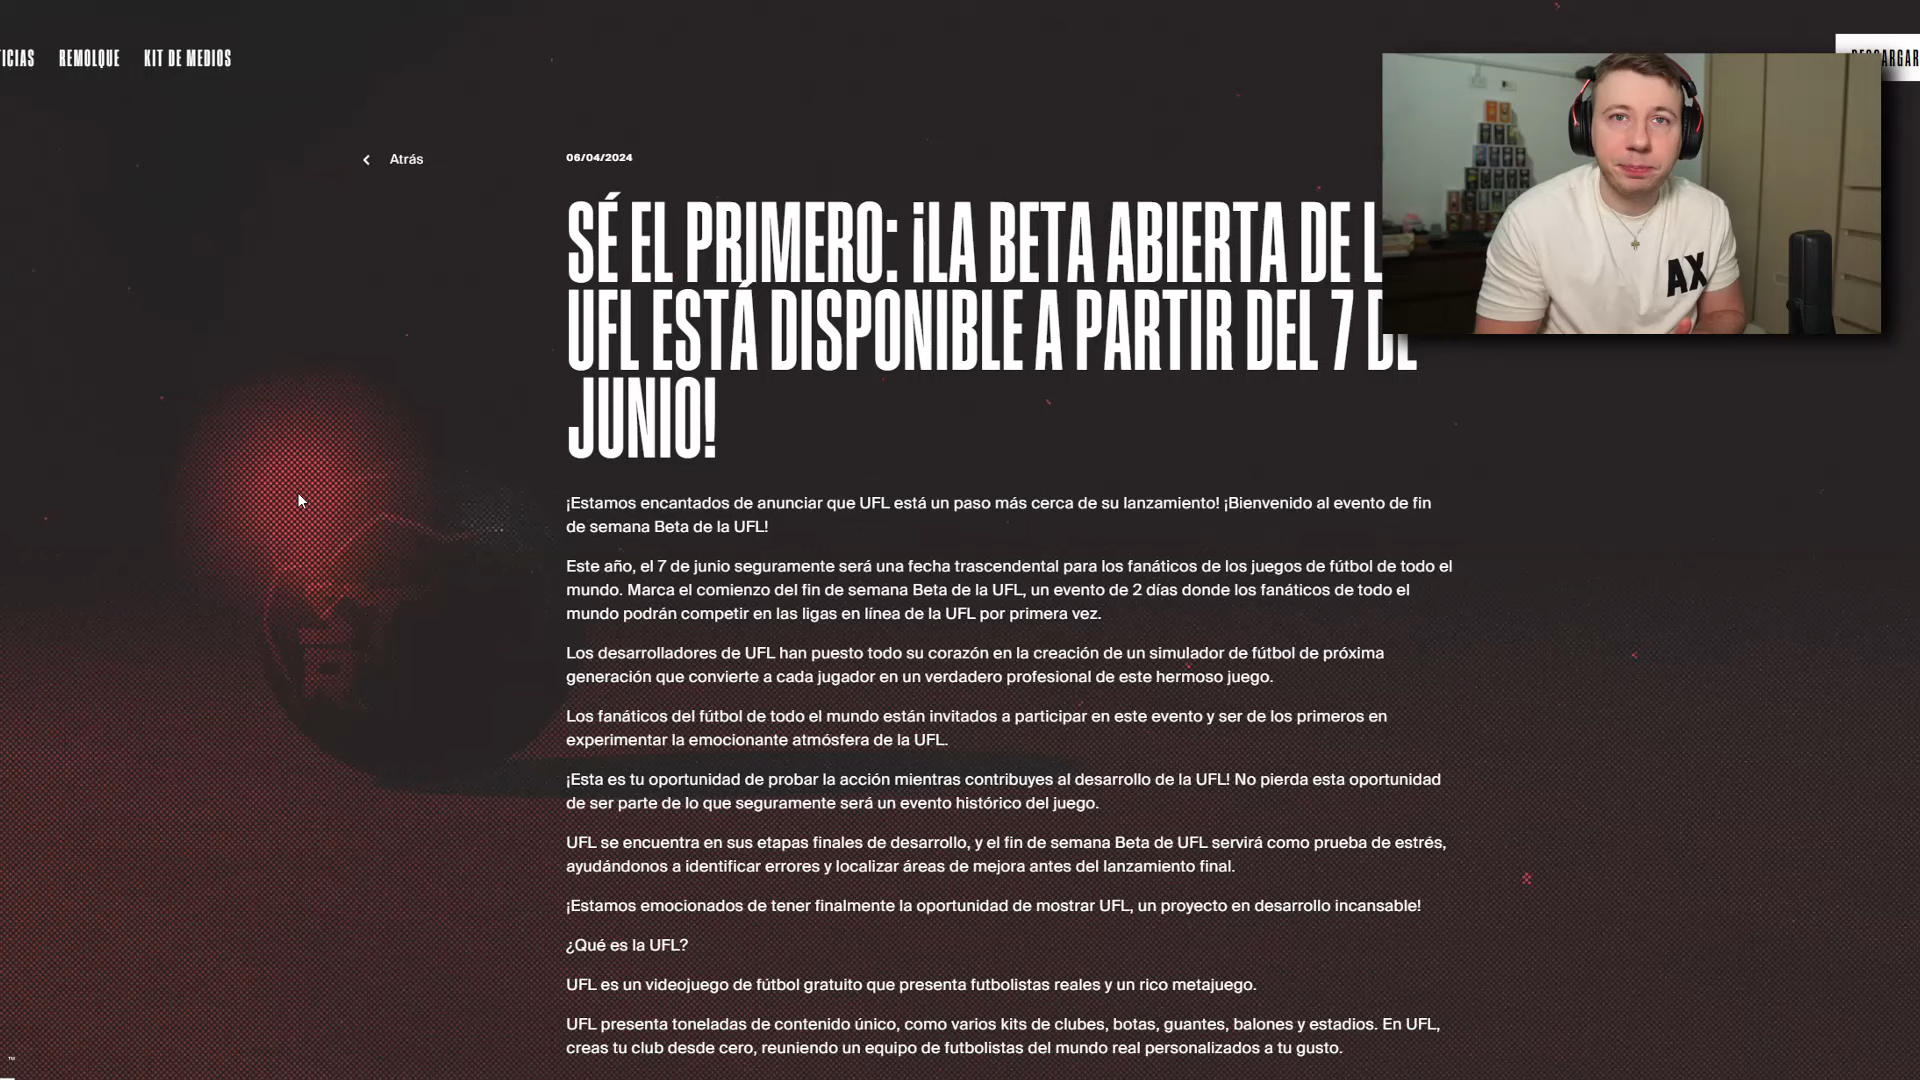 REMOLQUE
KIT DE MEDIOS
Atrás
06/04/2024
SÉ EL PRIMERO: ¡LA BETA ABIERTA DE
UFL ESTÁ DISPONIBLE A PARTIR DEL 7 DE
JUNIO!
AX
¡Estamos encantados de anunciar que UFL está un paso más cerca de su lanzamiento! ¡Bienvenido al evento de fin
de semana Beta de la UFL!
Este año, el 7 de junio seguramente será una fecha trascendental para los fanáticos de los juegos de fútbol de todo el
mundo. Marca el comienzo del fin de semana Beta de la UFL, un evento de 2 días donde los fanáticos de todo el
mundo podrán competir en las ligas en línea de la UFL por primera vez.
Los desarrolladores de UFL han puesto todo su corazón en la creación de un simulador de fútbol de próxima
generación que convierte a cada jugador en un verdadero profesional de este hermoso juego.
Los fanáticos del fútbol de todo el mundo están invitados a participar en este evento y ser de los primeros en
experimentar la emocionante atmósfera de la UFL.
¡Esta es tu oportunidad de probar la acción mientras contribuyes al desarrollo de la UFL! No pierda esta oportunidad
de ser parte de lo que seguramente será un evento histórico del juego.
UFL se encuentra en sus etapas finales de desarrollo, y el fin de semana Beta de UFL servirá como prueba de estrés,
ayudándonos a identificar errores y localizar áreas de mejora antes del lanzamiento final.
¡Estamos emocionados de tener finalmente la oportunidad de mostrar UFL, un proyecto en desarrollo incansable!
¿Qué es la UFL?
UFL es un videojuego de fútbol gratuito que presenta futbolistas reales y un rico metajuego.
UFL presenta toneladas de contenido único, como varios kits de clubes, botas, guantes, balones y estadios. En UFL,
creas tu club desde cero, reuniendo un equipo de futbolistas del mundo real personalizados a tu gusto.